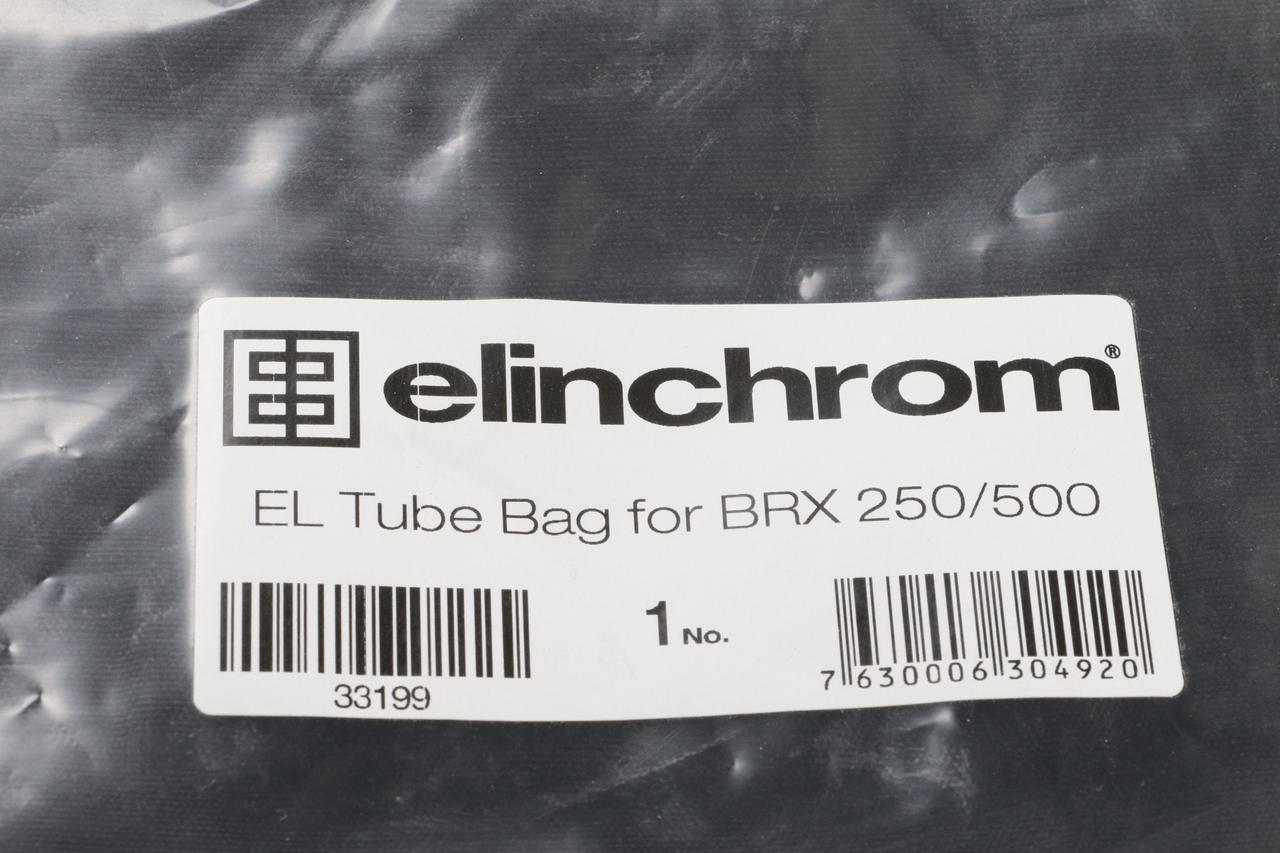 elinchrom®
EL Tube Bag for BRX 250/500
1 No.
33199
7 630006 304920